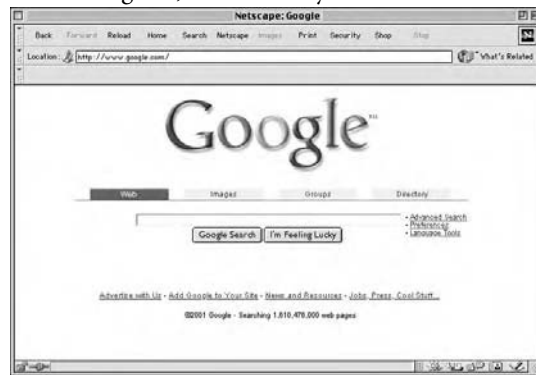 Netscape: Google
Back Forward Reload Home Search Netscape Images Print Security Shop Stop
Location: http://www.google.com/ What's Related
Google™
Web Images Groups Directory
- Advanced Search
- Preferences
- Language Tools
Google Search I'm Feeling Lucky
Advertise with Us - Add Google to Your Site - News and Resources - Jobs, Press, Cool Stuff...
©2001 Google - Searching 1,610,476,000 web pages